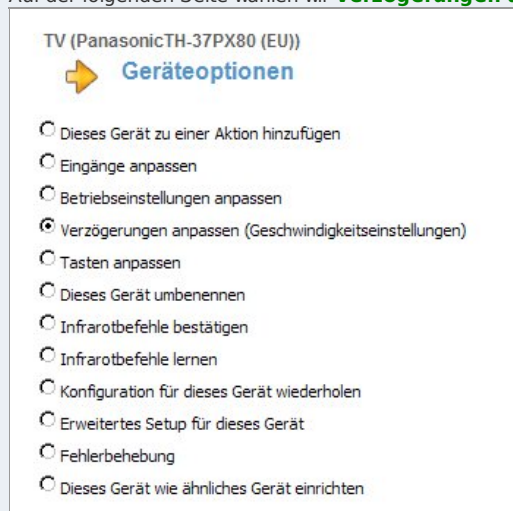 Auf der folgenden Seite wählen wir Verzögerungen
TV (PanasonicTH-37PX80 (EU))
Geräteoptionen
Dieses Gerät zu einer Aktion hinzufügen
Eingänge anpassen
Betriebseinstellungen anpassen
Verzögerungen anpassen (Geschwindigkeitseinstellungen)
Tasten anpassen
Dieses Gerät umbenennen
Infrarotbefehle bestätigen
Infrarotbefehle lernen
Konfiguration für dieses Gerät wiederholen
Erweitertes Setup für dieses Gerät
Fehlerbehebung
Dieses Gerät wie ähnliches Gerät einrichten